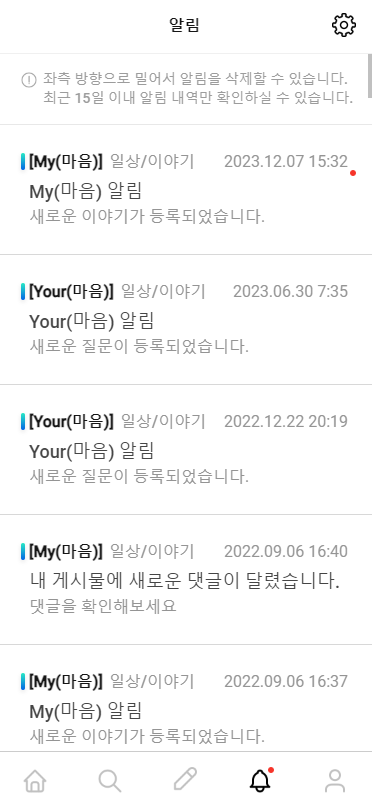 알림
좌측 방향으로 밀어서 알림을 삭제할 수 있습니다.
최근 15일 이내 알림 내역만 확인하실 수 있습니다.
[My(마음)] 일상/이야기 2023.12.07 15:32
My(마음) 알림
새로운 이야기가 등록되었습니다.
[Your(마음)] 일상/이야기 2023.06.30 7:35
Your(마음) 알림
새로운 질문이 등록되었습니다.
[Your(마음)] 일상/이야기 2022.12.22 20:19
Your(마음) 알림
새로운 질문이 등록되었습니다.
[My(마음)] 일상/이야기 2022.09.06 16:40
내 게시물에 새로운 댓글이 달렸습니다.
댓글을 확인해보세요
[My(마음)] 일상/이야기 2022.09.06 16:37
My(마음) 알림
새로운 이야기가 등록되었습니다.